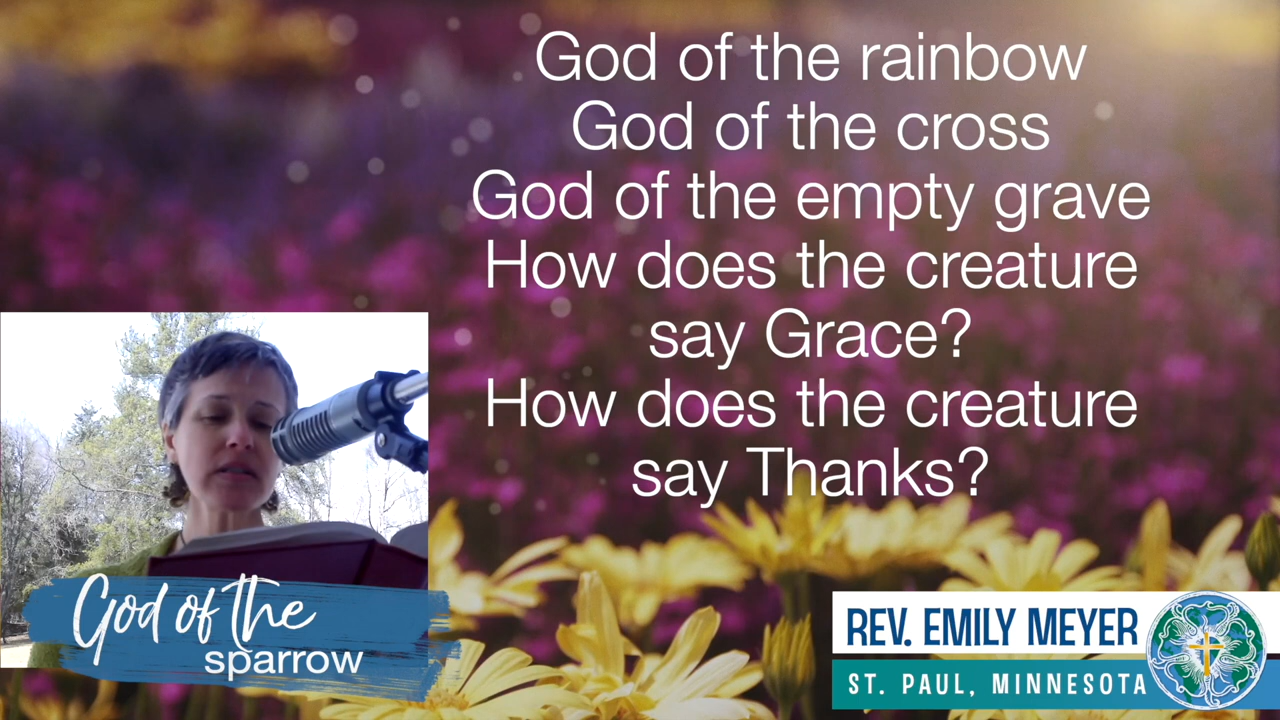 God of the rainbow
God of the cross
God of the empty grave
How does the creature
say Grace?
How does the creature
say Thanks?
God of the
sparrow
REV. EMILY MEYER
ST. PAUL, MINNESOTA